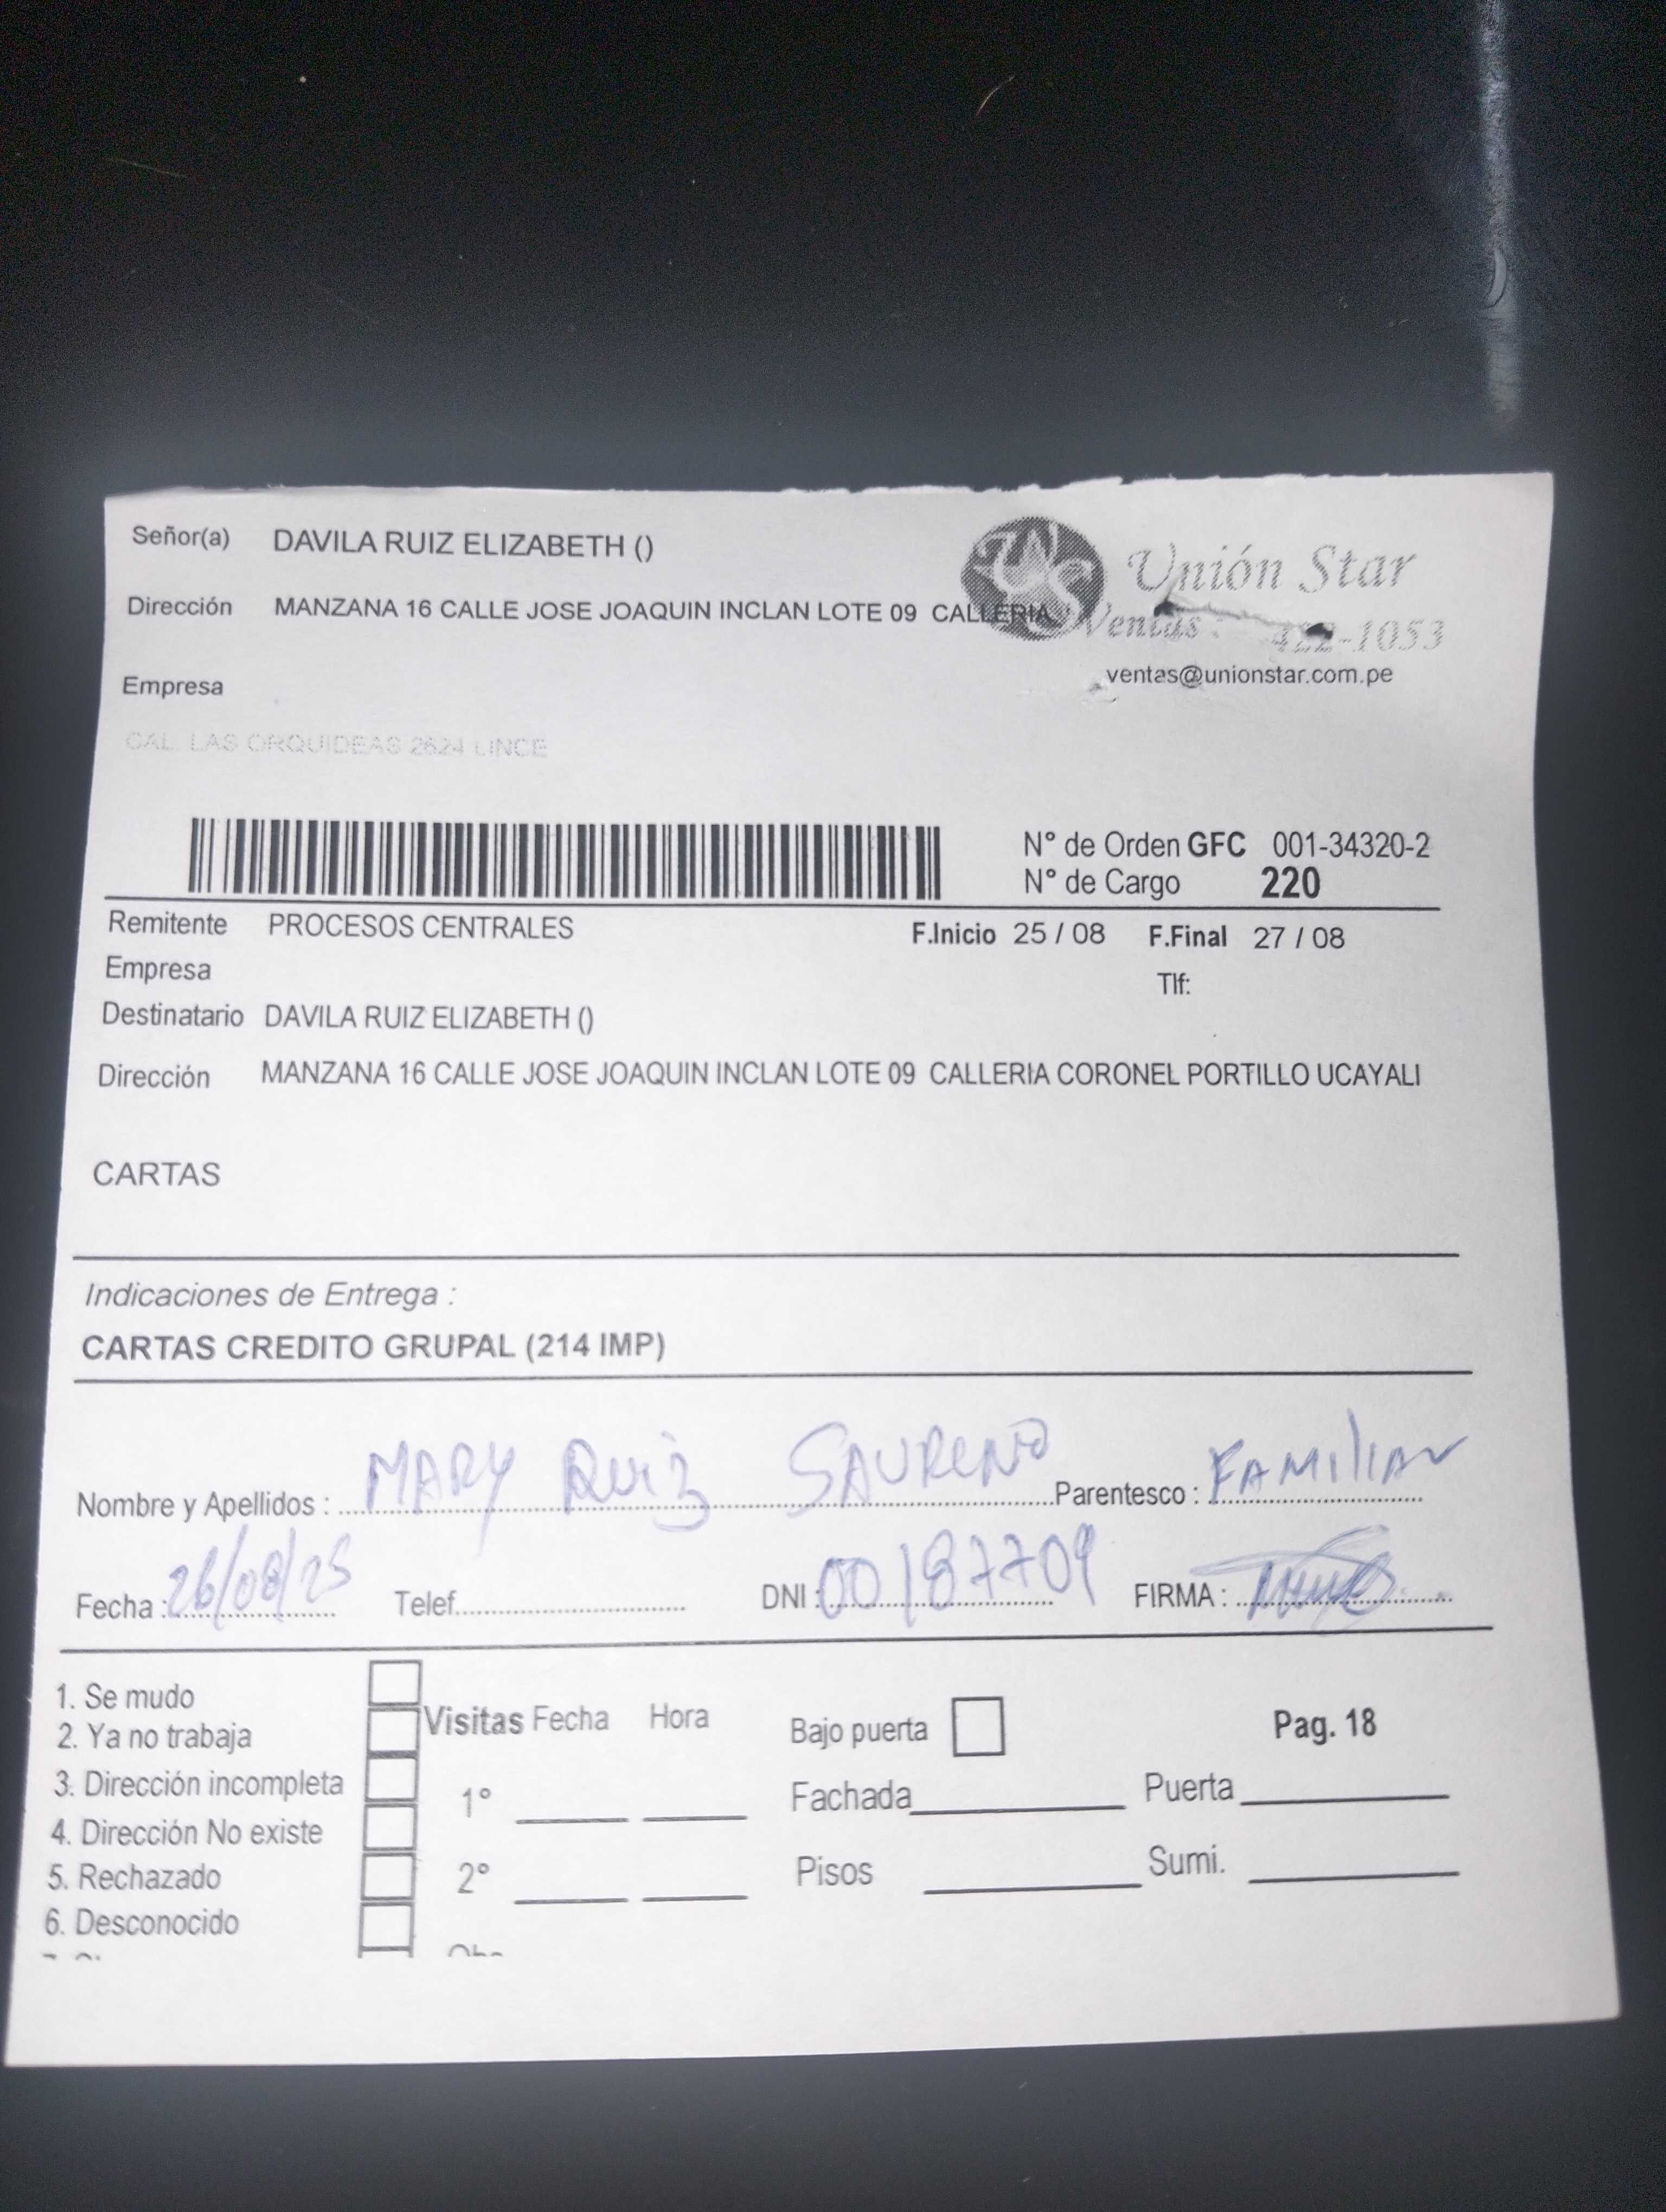 Señor(a) DAVILA RUIZ ELIZABETH ()
Unión Star
Dirección MANZANA 16 CALLE JOSE JOAQUIN INCLAN LOTE 09 CALLERIA
Ventas : 422-1053
ventas@unionstar.com.pe
Empresa
CAL. LAS ORQUIDEAS 2624 LINCE
N° de Orden GFC 001-34320-2
N° de Cargo 220
Remitente PROCESOS CENTRALES F.Inicio 25 / 08 F.Final 27 / 08
Empresa Tlf:
Destinatario DAVILA RUIZ ELIZABETH ()
Dirección MANZANA 16 CALLE JOSE JOAQUIN INCLAN LOTE 09 CALLERIA CORONEL PORTILLO UCAYALI
CARTAS
Indicaciones de Entrega :
CARTAS CREDITO GRUPAL (214 IMP)
Nombre y Apellidos : MARY Ruiz Parentesco : FAMILIAR
Fecha : 26/08/25 Telef. DNI : 00187709 FIRMA :
1. Se mudo
2. Ya no trabaja
3. Dirección incompleta
4. Dirección No existe
5. Rechazado
6. Desconocido
Visitas Fecha Hora
1°
2°
Bajo puerta Pag. 18
Fachada Puerta
Pisos Sumi.